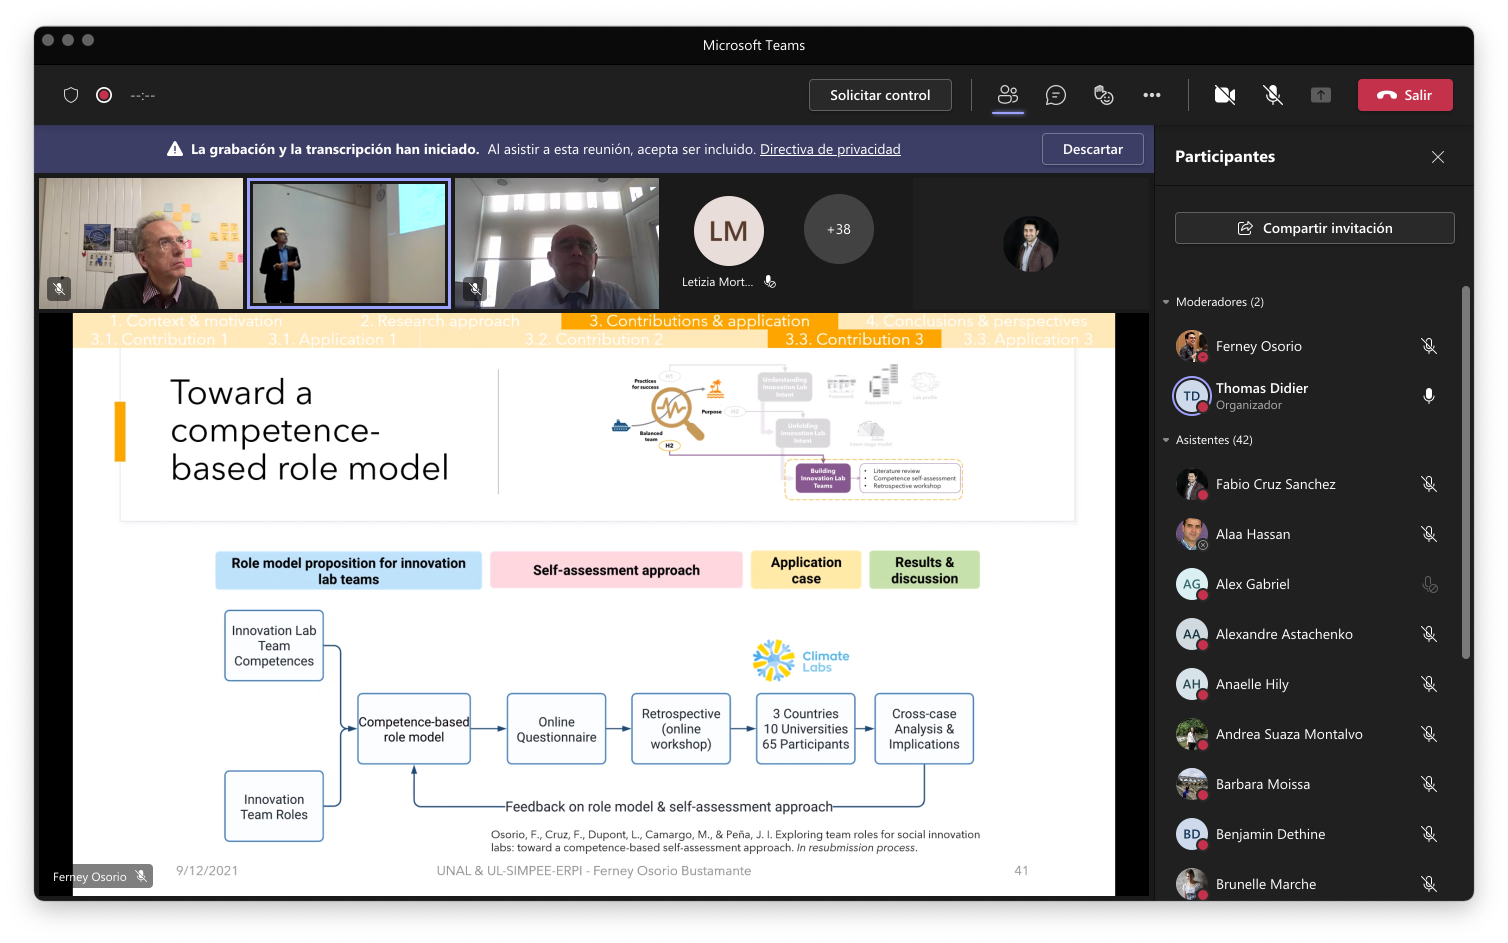 Microsoft Teams
--:--
Solicitar control
Salir
La grabación y la transcripción han iniciado. Al asistir a esta reunión, acepta ser incluido. Directiva de privacidad
Descartar
LM
Letizia Mort...
+38
1. Context & motivation
2. Research approach
3. Contributions & application
4. Conclusions & perspectives
3.1. Contribution 1
3.1. Application 1
3.2. Contribution 2
3.3. Contribution 3
3.3. Application 3
Toward a
competence-
based role model
Practices
for success
Purpose
Balanced
team
H2
Understanding
Innovation Lab
Intent
Unfolding
Innovation Lab
Intent
Building
Innovation Lab
Teams
• Literature review
• Competence self-assessment
• Retrospective workshop
Role model proposition for innovation
lab teams
Self-assessment approach
Application
case
Results &
discussion
Innovation Lab
Team
Competences
Innovation
Team Roles
Competence-based
role model
Online
Questionnaire
Retrospective
(online
workshop)
Climate
Labs
3 Countries
10 Universities
65 Participants
Cross-case
Analysis &
Implications
Feedback on role model & self-assessment approach
Osorio, F., Cruz, F., Dupont, L., Camargo, M., & Peña, J. I. Exploring team roles for social innovation
labs: toward a competence-based self-assessment approach. In resubmission process.
Ferney Osorio
9/12/2021
UNAL & UL-SIMPEE-ERPI - Ferney Osorio Bustamante
41
Participantes
Compartir invitación
Moderadores (2)
Ferney Osorio
TD
Thomas Didier
Organizador
Asistentes (42)
Fabio Cruz Sanchez
Alaa Hassan
AG
Alex Gabriel
AA
Alexandre Astachenko
AH
Anaelle Hily
Andrea Suaza Montalvo
Barbara Moissa
BD
Benjamin Dethine
Brunelle Marche